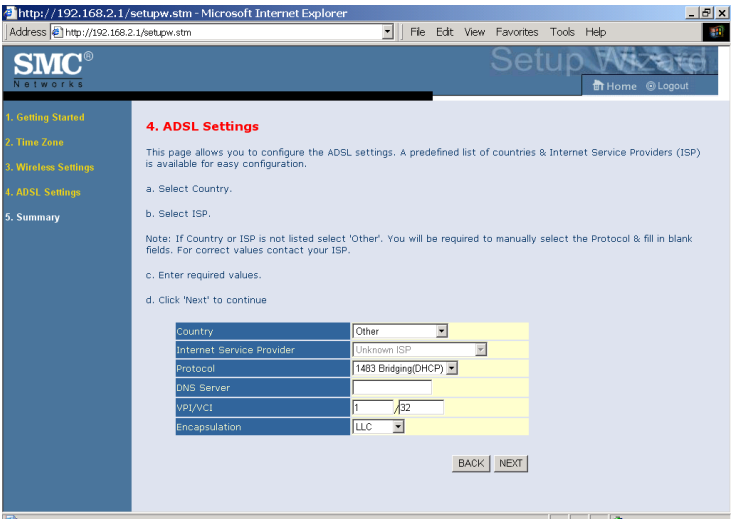 http://192.168.2.1/setupw.stm - Microsoft Internet Explorer
Address http://192.168.2.1/setupw.stm File Edit View Favorites Tools Help
SMC®
Networks
Setup Wizard
Home Logout
1. Getting Started
2. Time Zone
3. Wireless Settings
4. ADSL Settings
5. Summary
4. ADSL Settings
This page allows you to configure the ADSL settings. A predefined list of countries & Internet Service Providers (ISP)
is available for easy configuration.
a. Select Country.
b. Select ISP.
Note: If Country or ISP is not listed select 'Other'. You will be required to manually select the Protocol & fill in blank
fields. For correct values contact your ISP.
c. Enter required values.
d. Click 'Next' to continue
Country Other
Internet Service Provider Unknown ISP
Protocol 1483 Bridging(DHCP)
DNS Server
VPI/VCI 1 /32
Encapsulation LLC
BACK NEXT